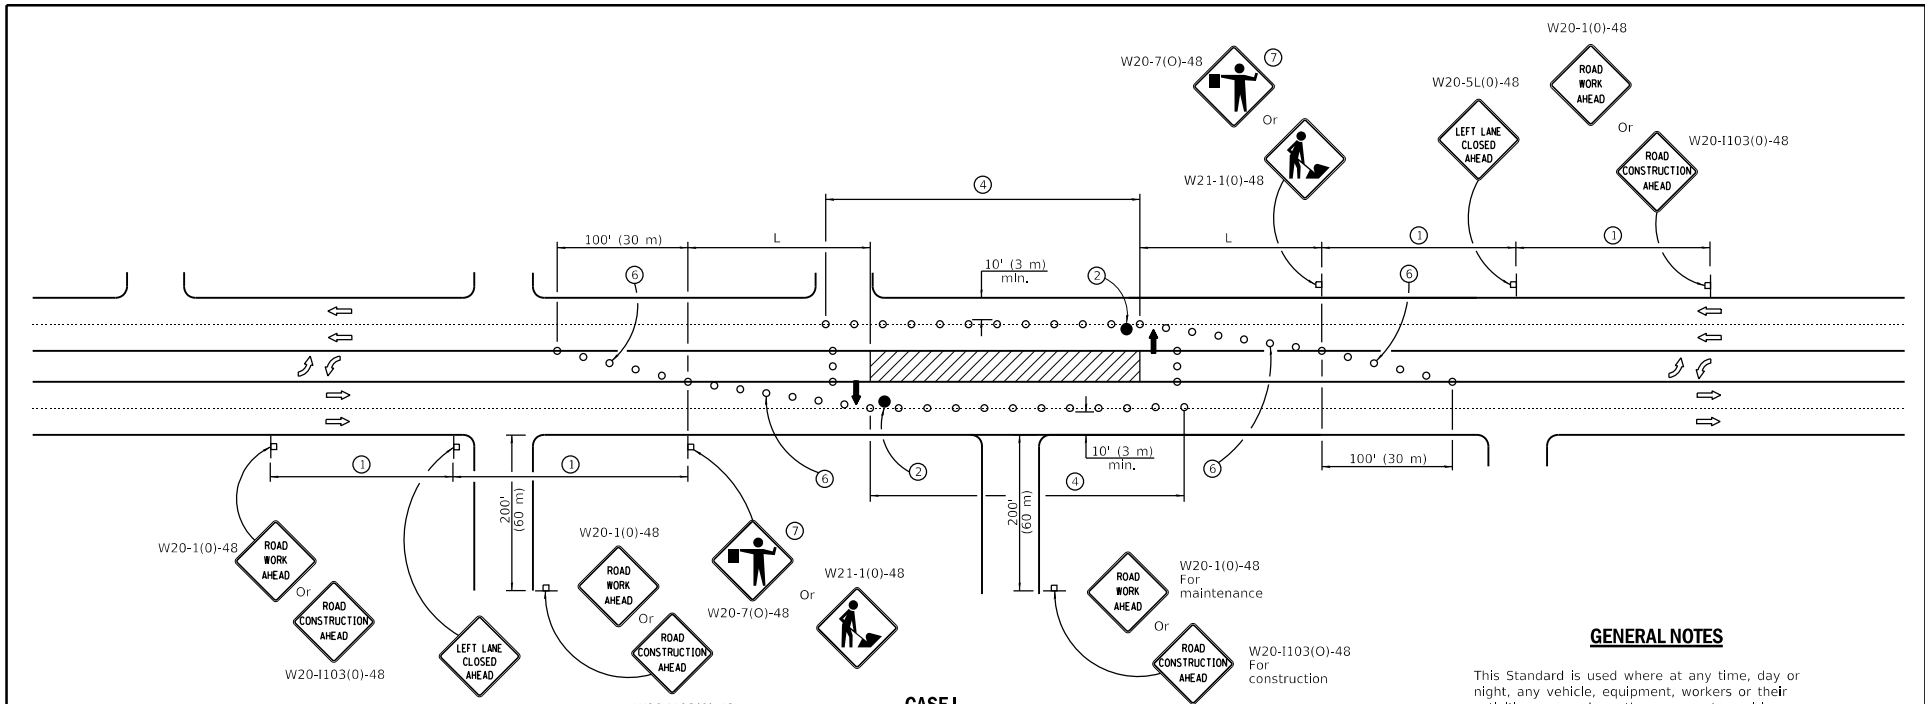 W20-1(0)-48
W20-7(O)-48
7
ROAD
WORK
AHEAD
W20-5L(0)-48
Or
Or
LEFT LANE
CLOSED
AHEAD
W20-I103(0)-48
ROAD
CONSTRUCTION
AHEAD
W21-1(0)-48
4
100' (30 m)
L
L
1
1
6
10' (3 m)
min.
2
6
1
1
200'
(60 m)
6
2
10' (3 m)
min.
4
200'
(60 m)
6
100' (30 m)
W20-1(0)-48
ROAD
WORK
AHEAD
Or
ROAD
CONSTRUCTION
AHEAD
W20-I103(0)-48
LEFT LANE
CLOSED
AHEAD
W20-1(0)-48
ROAD
WORK
AHEAD
Or
ROAD
CONSTRUCTION
AHEAD
7
W20-7(O)-48
Or
W21-1(0)-48
ROAD
WORK
AHEAD
W20-1(0)-48
For
maintenance
Or
ROAD
CONSTRUCTION
AHEAD
W20-I103(O)-48
For
construction
CASE I
GENERAL NOTES
This Standard is used where at any time, day or
night, any vehicle, equipment, workers or their